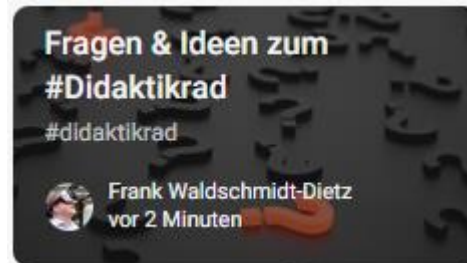 Fragen & Ideen zum
#Didaktikrad
#didaktikrad
Frank Waldschmidt-Dietz
vor 2 Minuten